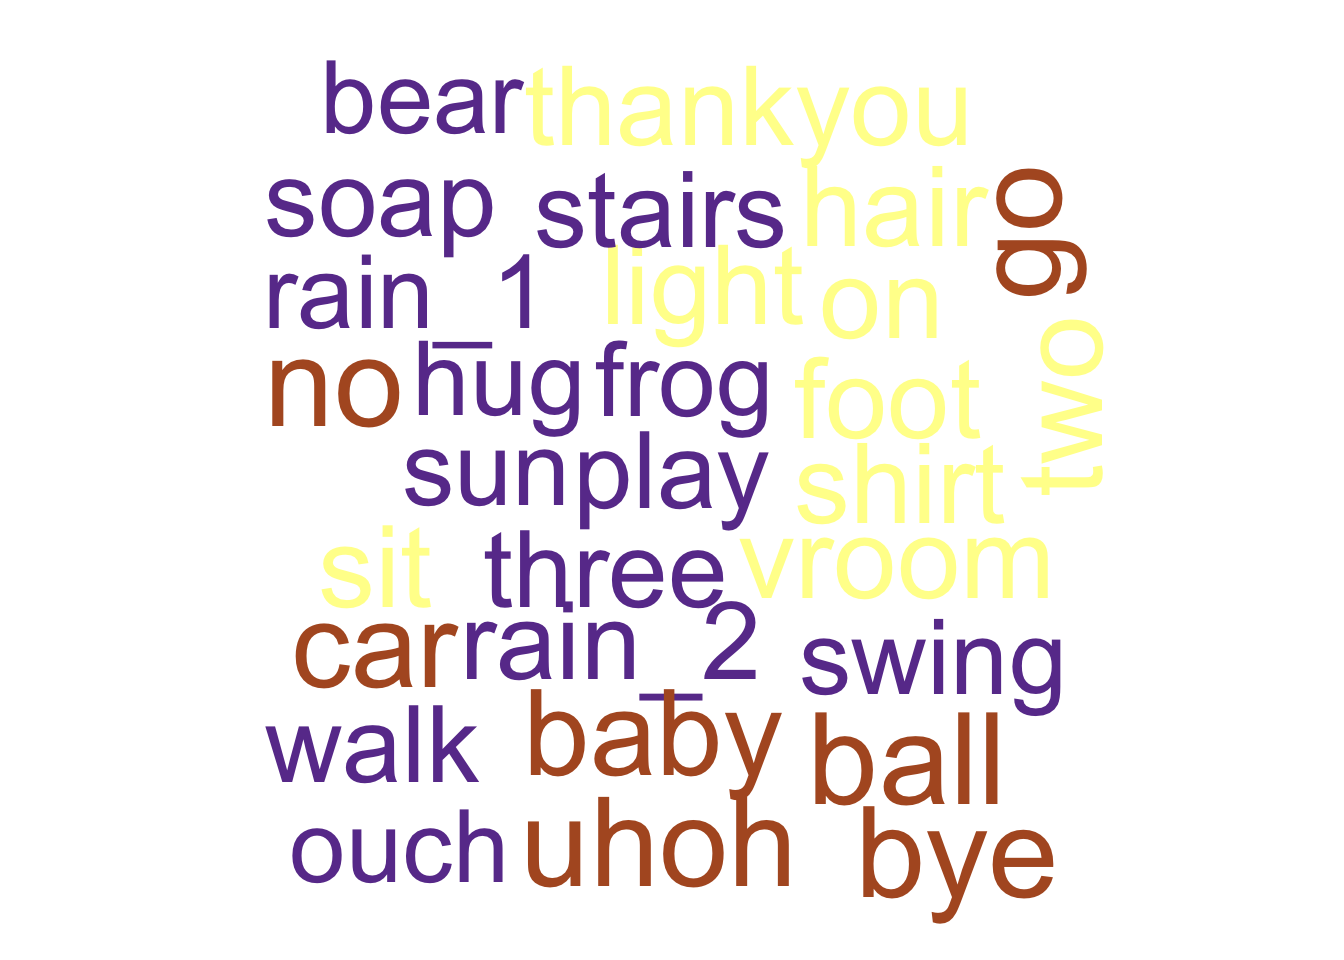 bear thankyou
soap stairs hair go
rain_1 light on
no hug frog foot two
sun play shirt
sit three vroom
car rain_2 swing
walk baby ball
ouch uhoh bye